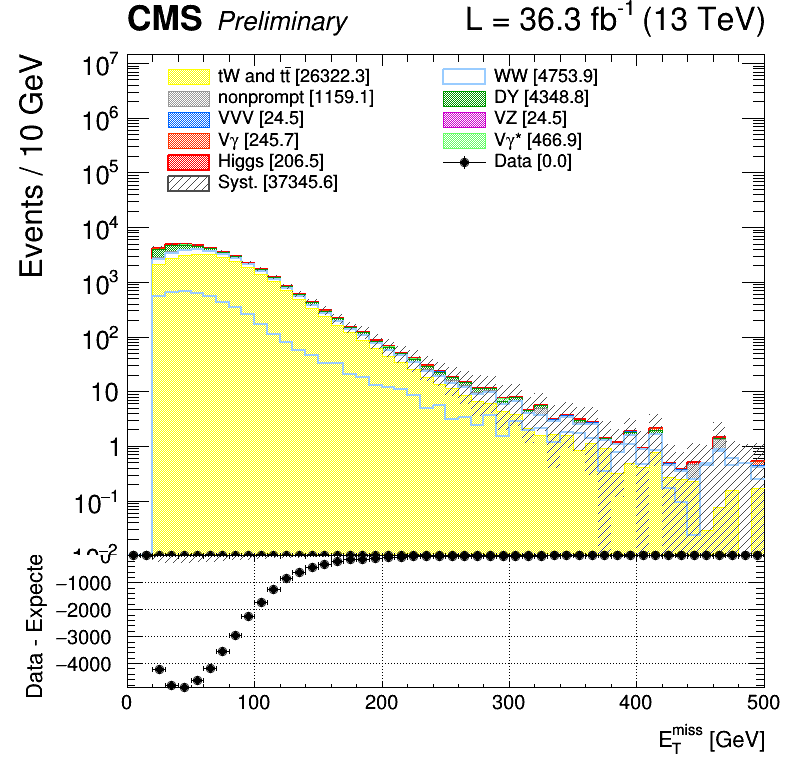 CMS Preliminary L = 36.3 fb⁻¹ (13 TeV)
Events / 10 GeV
10⁷
10⁶
10⁵
10⁴
10³
10²
10
1
10⁻¹
tW and tt̄ [26322.3]
nonprompt [1159.1]
VVV [24.5]
Vγ [245.7]
Higgs [206.5]
Syst. [37345.6]
WW [4753.9]
DY [4348.8]
VZ [24.5]
Vγ* [466.9]
Data [0.0]
Data - Expecte
−1000
−2000
−3000
−4000
0 100 200 300 400 500
E_T^miss [GeV]